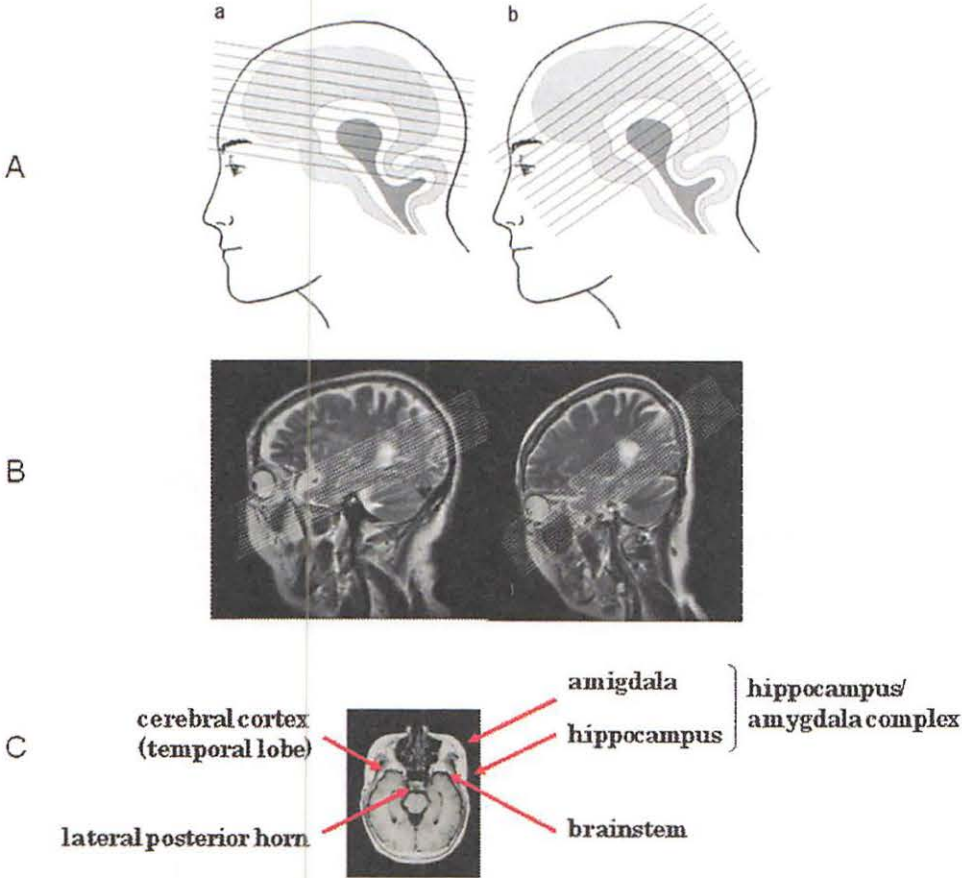 a
b
A
B
C
amigdala
hippocampus/
amygdala complex
cerebral cortex
(temporal lobe)
hippocampus
lateral posterior horn
brainstem